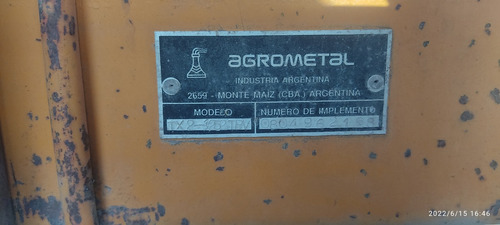 AGROMETAL
INDUSTRIA ARGENTINA
2659 - MONTE MAIZ (CBA.) ARGENTINA
MODELO NUMERO DE IMPLEMENTO
2022/6/15 16:46